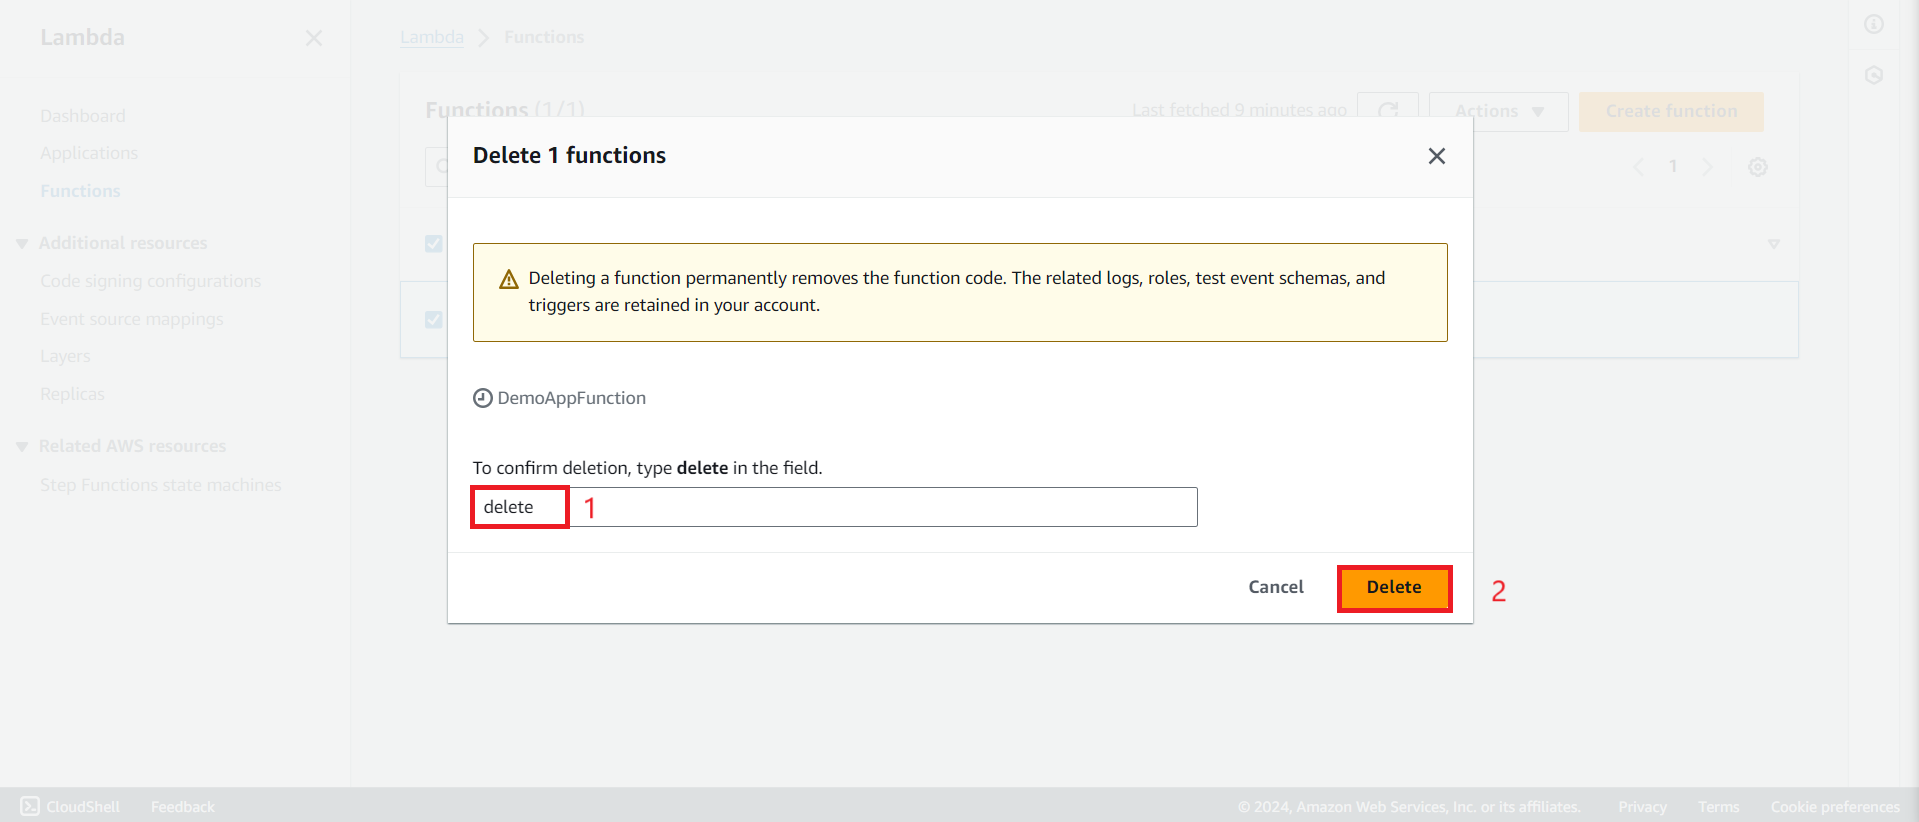 Lambda
Dashboard
Applications
Functions
Additional resources
Code signing configurations
Event source mappings
Layers
Replicas
Related AWS resources
Step Functions state machines
Lambda Functions
Functions (1/1)
Last fetched 9 minutes ago
Actions
Create function
1
Delete 1 functions
Deleting a function permanently removes the function code. The related logs, roles, test event schemas, and
triggers are retained in your account.
DemoAppFunction
To confirm deletion, type delete in the field.
delete 1
Cancel Delete 2
CloudShell Feedback © 2024, Amazon Web Services, Inc. or its affiliates. Privacy Terms Cookie preferences